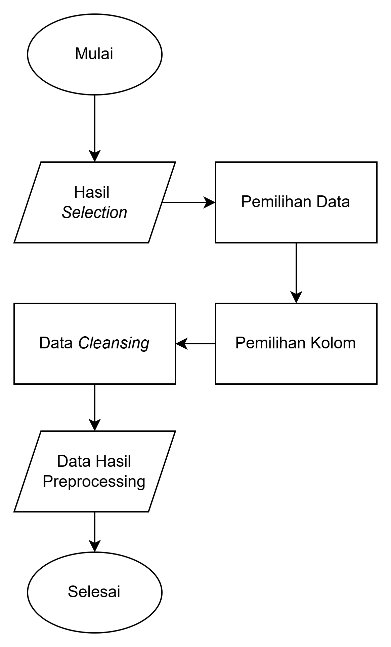 Mulai
Hasil
Selection
Pemilihan Data
Pemilihan Kolom
Data Cleansing
Data Hasil
Preprocessing
Selesai